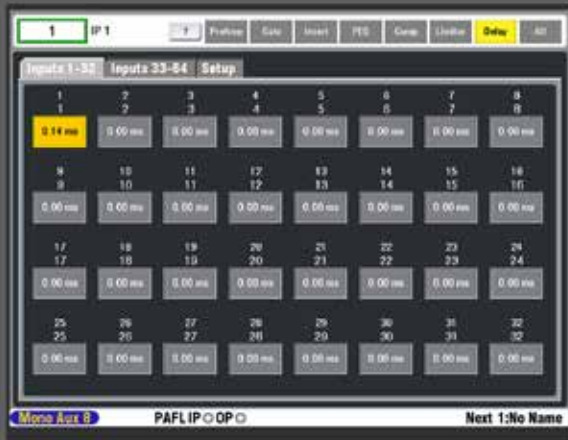 1 IP 1 ? Preamp Gate Insert PEQ Comp Limiter Delay All
Inputs 1-32 Inputs 33-64 Setup
1 2 3 4 5 6 7 8
1 2 3 4 5 6 7 8
0.14 ms 0.00 ms 0.00 ms 0.00 ms 0.00 ms 0.00 ms 0.00 ms 0.00 ms
9 10 11 12 13 14 15 16
9 10 11 12 13 14 15 16
0.00 ms 0.00 ms 0.00 ms 0.00 ms 0.00 ms 0.00 ms 0.00 ms 0.00 ms
17 18 19 20 21 22 23 24
17 18 19 20 21 22 23 24
0.00 ms 0.00 ms 0.00 ms 0.00 ms 0.00 ms 0.00 ms 0.00 ms 0.00 ms
25 26 27 28 29 30 31 32
25 26 27 28 29 30 31 32
0.00 ms 0.00 ms 0.00 ms 0.00 ms 0.00 ms 0.00 ms 0.00 ms 0.00 ms
Mono Aux 8 PAFL IP OP Next 1:No Name